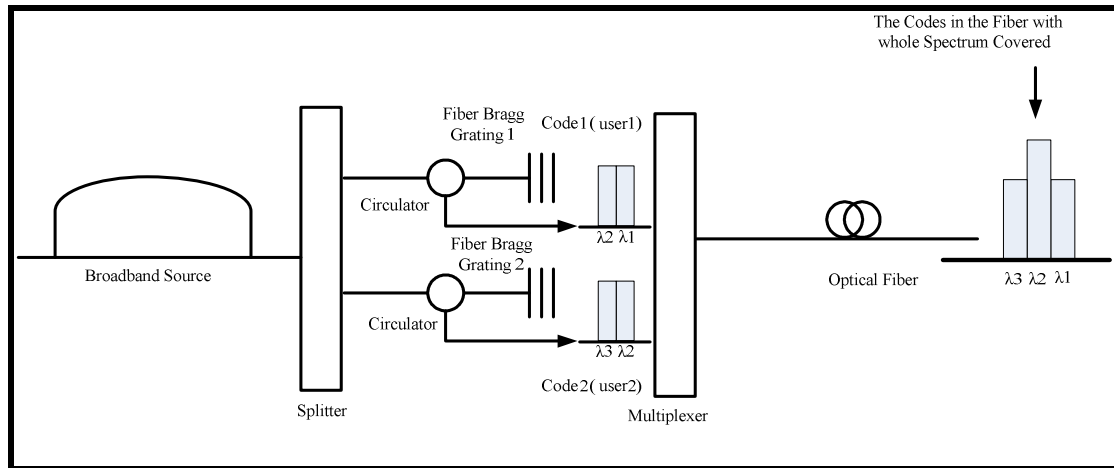 The Codes in the Fiber with
whole Spectrum Covered
Fiber Bragg
Grating 1
Code1 ( user1)
Circulator
λ2 λ1
Fiber Bragg
Grating 2
Broadband Source
Optical Fiber
λ3 λ2 λ1
Circulator
λ3 λ2
Code2 ( user2)
Splitter
Multiplexer